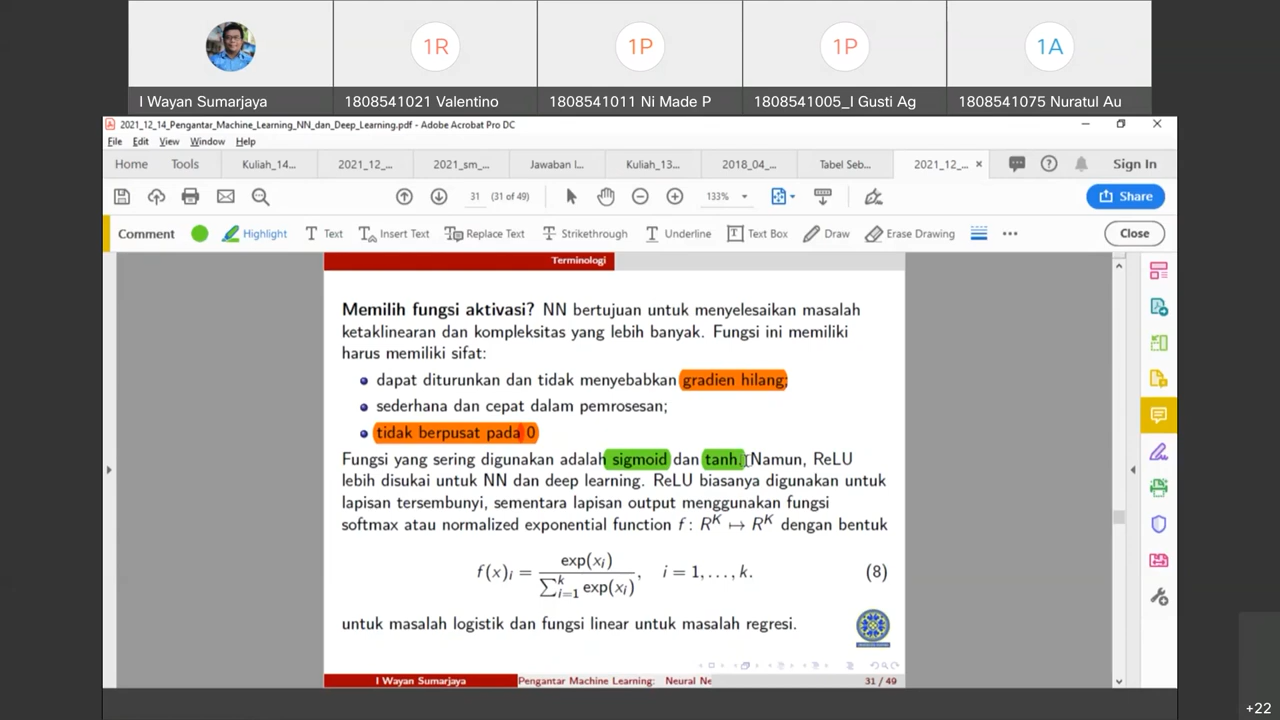 1R
1P
1P
1A
I Wayan Sumarjaya
1808541021 Valentino
1808541011 Ni Made P
1808541005_I Gusti Ag
1808541075 Nuratul Au
2021_12_14_Pengantar_Machine_Learning_NN_dan_Deep_Learning.pdf - Adobe Acrobat Pro DC
File Edit View Window Help
Home Tools Kuliah_14... 2021_12_... 2021_sm_... Jawaban I... Kuliah_13... 2018_04_... Tabel Seb... 2021_12_... × Sign In
31 (31 of 49) 133% Share
Comment Highlight Text Insert Text Replace Text Strikethrough Underline Text Box Draw Erase Drawing Close
Terminologi
Memilih fungsi aktivasi? NN bertujuan untuk menyelesaikan masalah
ketaklinearan dan kompleksitas yang lebih banyak. Fungsi ini memiliki
harus memiliki sifat:
dapat diturunkan dan tidak menyebabkan gradien hilang;
sederhana dan cepat dalam pemrosesan;
tidak berpusat pada 0
Fungsi yang sering digunakan adalah sigmoid dan tanh. Namun, ReLU
lebih disukai untuk NN dan deep learning. ReLU biasanya digunakan untuk
lapisan tersembunyi, sementara lapisan output menggunakan fungsi
softmax atau normalized exponential function f : R^K ↦ R^K dengan bentuk
f(x)_i = exp(x_i) / ∑_{i=1}^k exp(x_i), i = 1, . . . , k. (8)
untuk masalah logistik dan fungsi linear untuk masalah regresi.
I Wayan Sumarjaya Pengantar Machine Learning: Neural Ne 31 / 49
+22